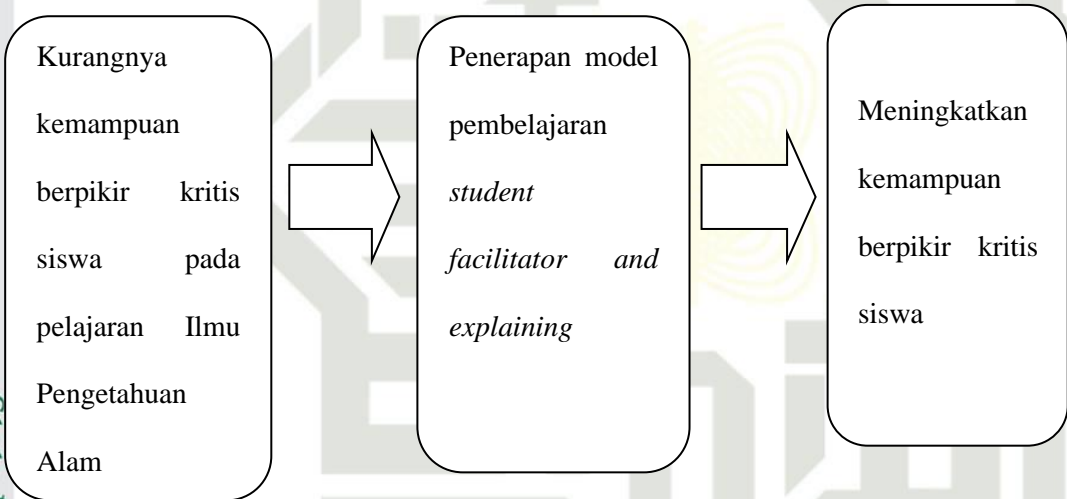 Kurangnya
kemampuan
berpikir kritis
siswa pada
pelajaran Ilmu
Pengetahuan
Alam
Penerapan model
pembelajaran
student
facilitator and
explaining
Meningkatkan
kemampuan
berpikir kritis
siswa